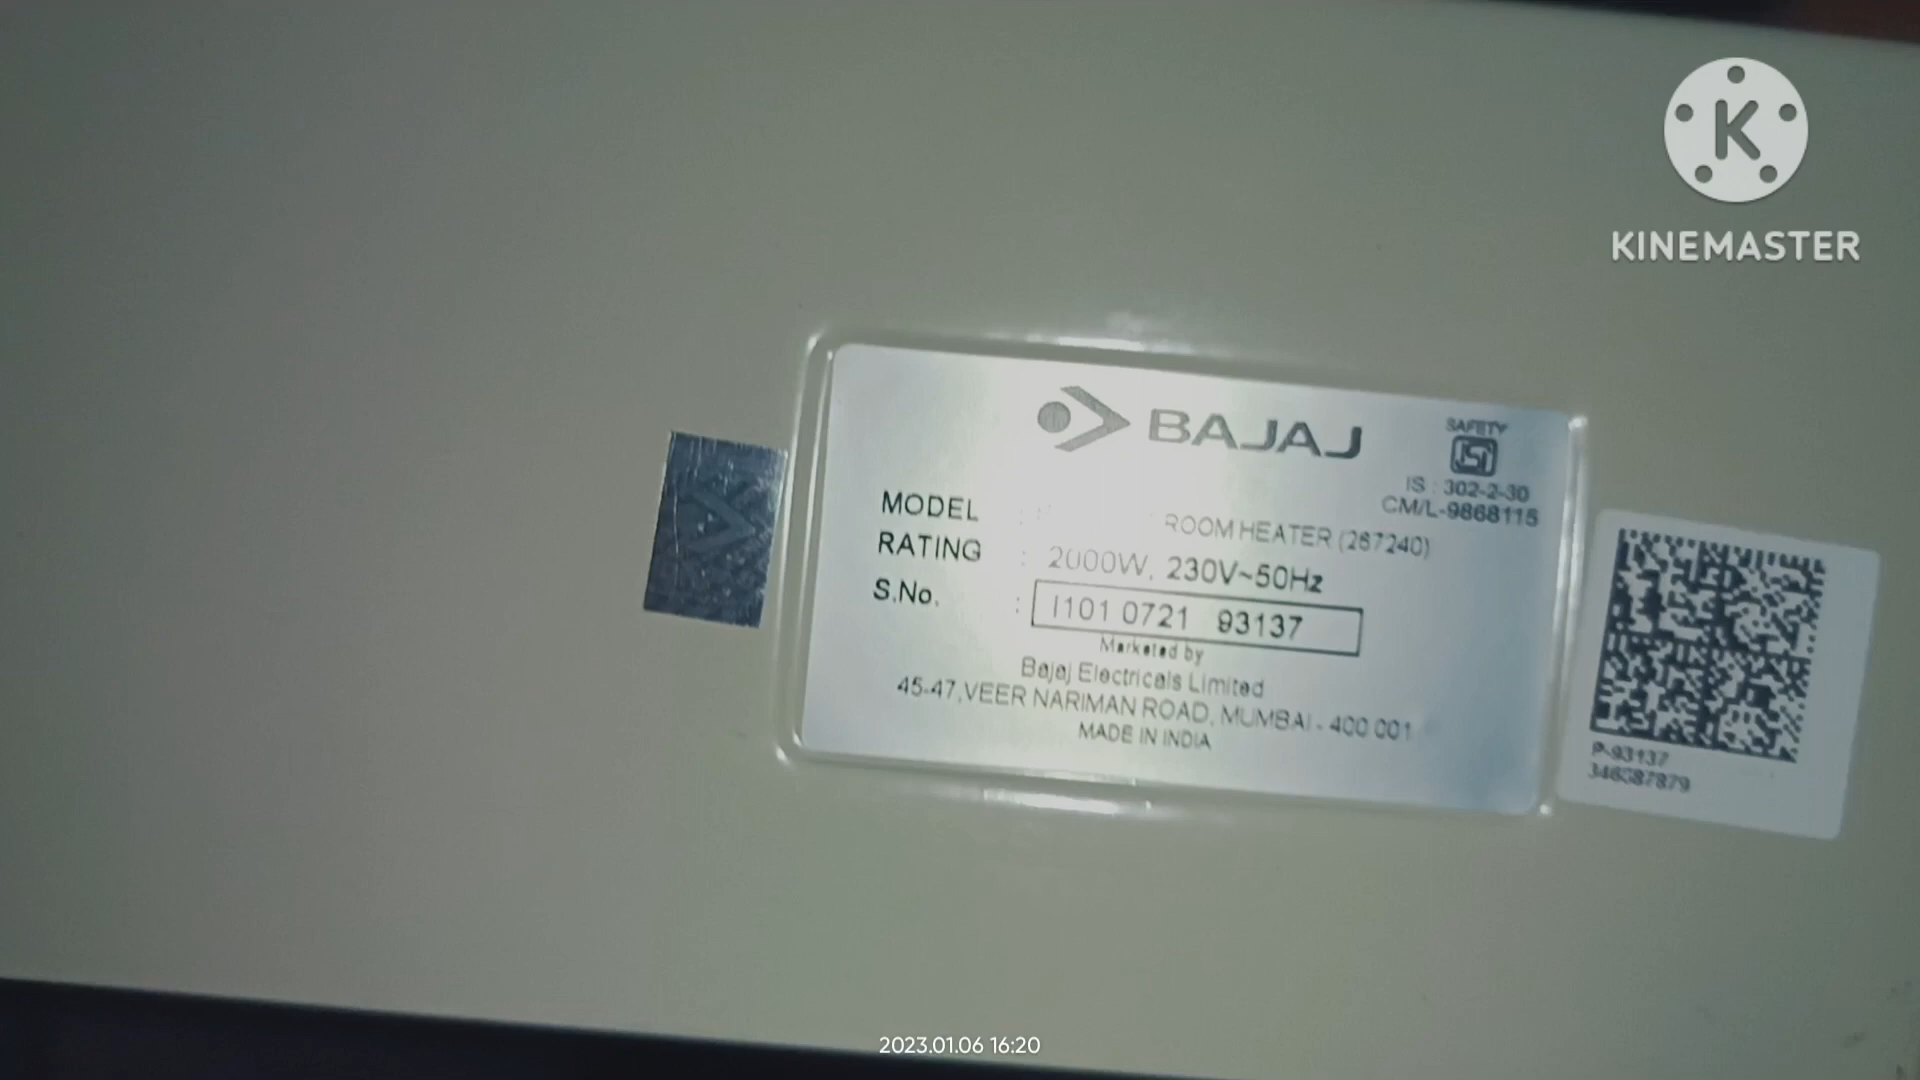 K
KINEMASTER
BAJAJ
SAFETY
ISI
IS : 302-2-30
CM/L-9868115
MODEL : ROOM HEATER (267240)
RATING : 2000W, 230V~50Hz
S.No. : I101 0721 93137
Marketed by
Bajaj Electricals Limited
45-47, VEER NARIMAN ROAD, MUMBAI - 400 001
MADE IN INDIA
P-93137
346587879
2023.01.06 16:20